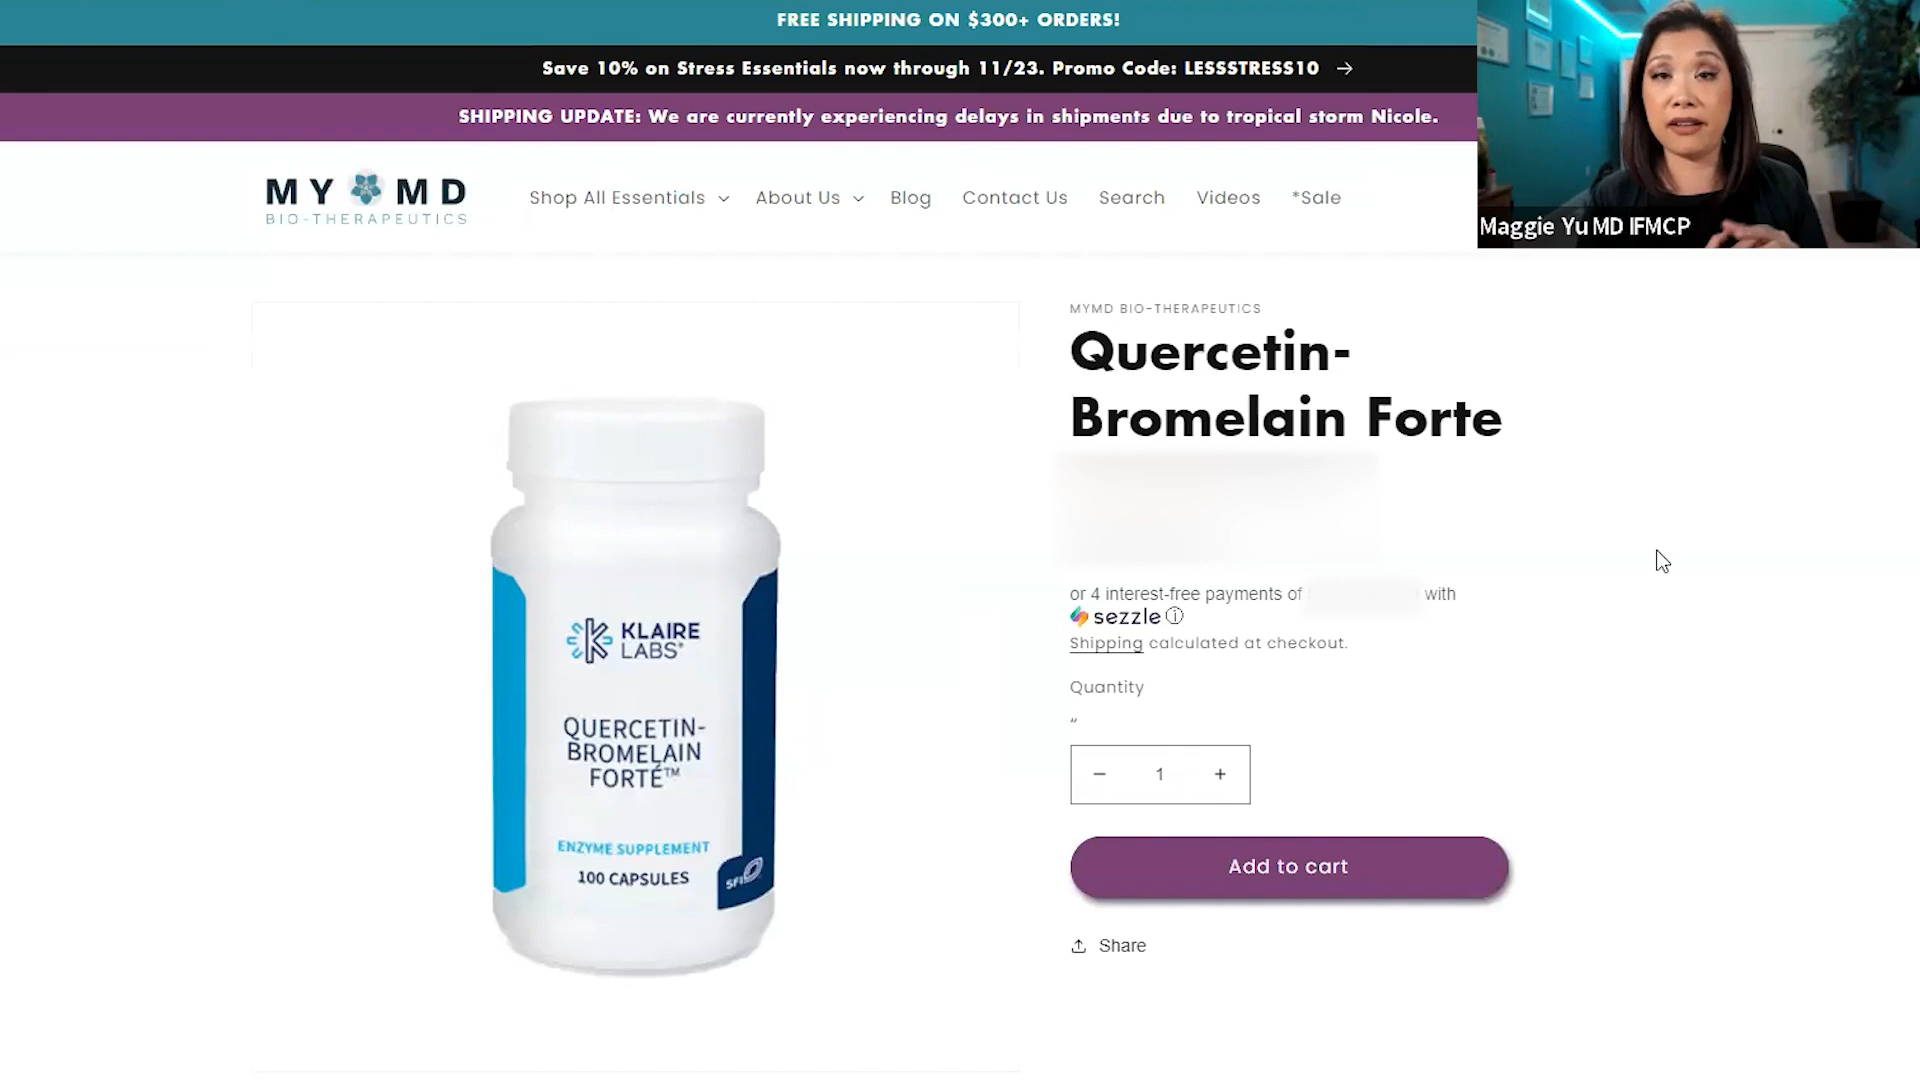 FREE SHIPPING ON $300+ ORDERS!
Save 10% on Stress Essentials now through 11/23. Promo Code: LESSSTRESS10 →
SHIPPING UPDATE: We are currently experiencing delays in shipments due to tropical storm Nicole.
Maggie Yu MD IFMCP
MY MD
BIO-THERAPEUTICS
Shop All Essentials
About Us
Blog
Contact Us
Search
Videos
*Sale
MYMD BIO-THERAPEUTICS
Quercetin-
Bromelain Forte
or 4 interest-free payments of with
sezzle
Shipping calculated at checkout.
Quantity
"
− 1 +
Add to cart
Share
KLAIRE
LABS®
QUERCETIN-
BROMELAIN
FORTÉ™
ENZYME SUPPLEMENT
100 CAPSULES
SFI